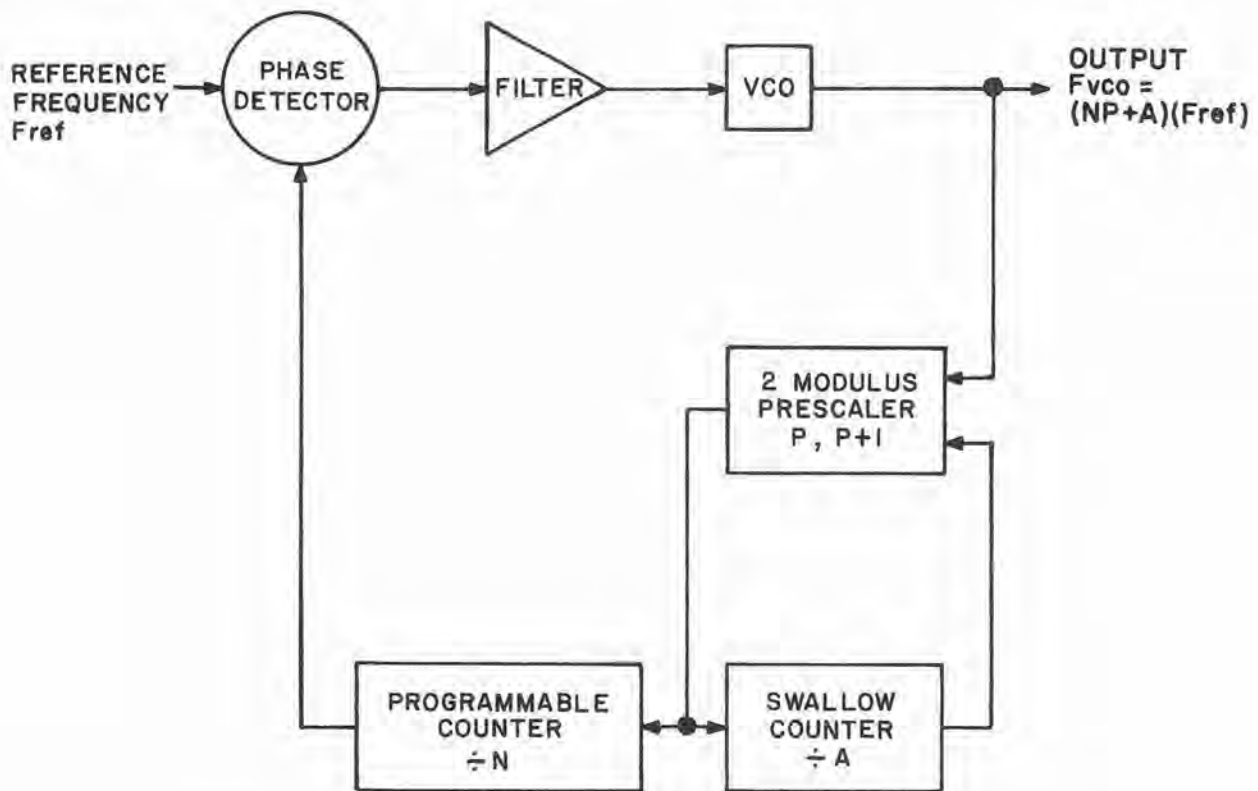 REFERENCE
FREQUENCY
Fref
PHASE
DETECTOR
FILTER
VCO
OUTPUT
Fvco =
(NP+A)(Fref)
2 MODULUS
PRESCALER
P, P+1
PROGRAMMABLE
COUNTER
÷N
SWALLOW
COUNTER
÷A